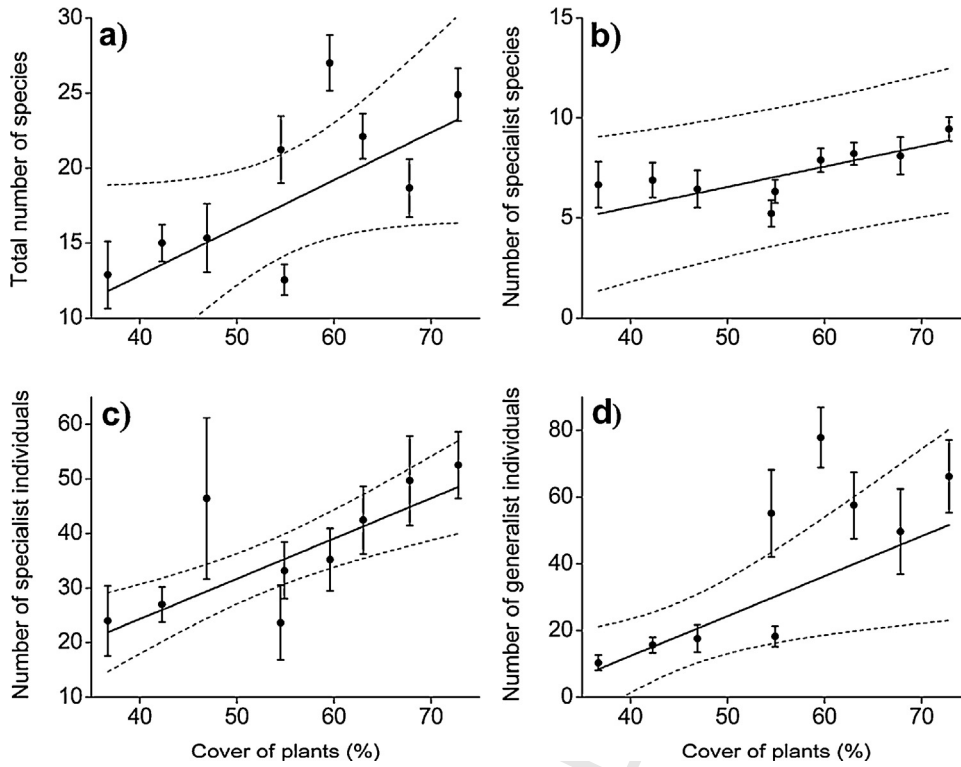 a)
Total number of species
30
25
20
15
10
40 50 60 70
b)
Number of specialist species
15
10
5
0
40 50 60 70
c)
Number of specialist individuals
60
50
40
30
20
10
40 50 60 70
Cover of plants (%)
d)
Number of generalist individuals
80
60
40
20
0
40 50 60 70
Cover of plants (%)